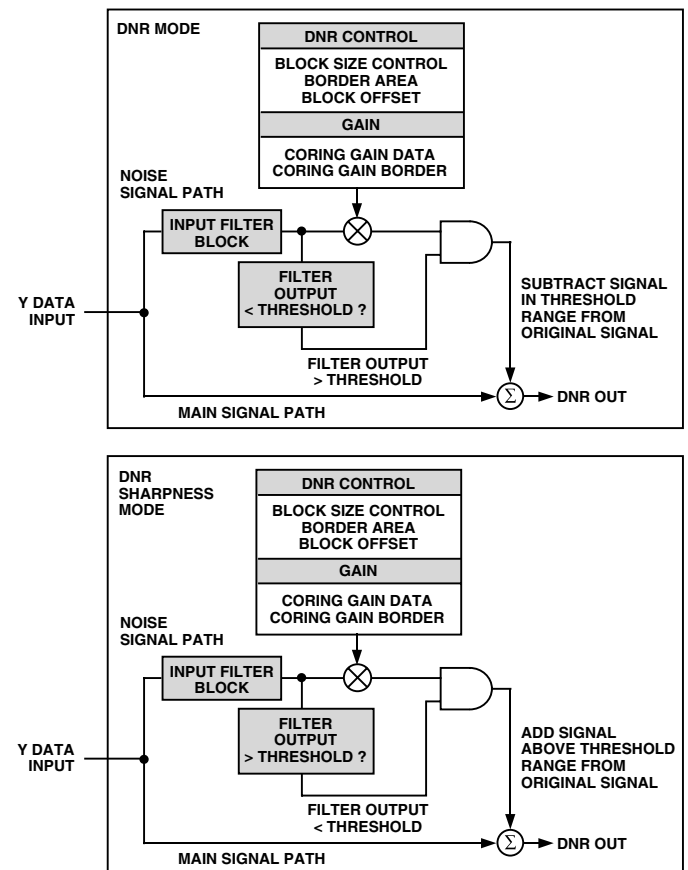 DNR MODE
DNR CONTROL
BLOCK SIZE CONTROL
BORDER AREA
BLOCK OFFSET
GAIN
CORING GAIN DATA
CORING GAIN BORDER
NOISE
SIGNAL PATH
INPUT FILTER
BLOCK
FILTER
OUTPUT
< THRESHOLD ?
Y DATA
INPUT
SUBTRACT SIGNAL
IN THRESHOLD
RANGE FROM
ORIGINAL SIGNAL
FILTER OUTPUT
> THRESHOLD
Σ
DNR OUT
MAIN SIGNAL PATH
DNR
SHARPNESS
MODE
DNR CONTROL
BLOCK SIZE CONTROL
BORDER AREA
BLOCK OFFSET
GAIN
CORING GAIN DATA
CORING GAIN BORDER
NOISE
SIGNAL PATH
INPUT FILTER
BLOCK
FILTER
OUTPUT
> THRESHOLD ?
Y DATA
INPUT
ADD SIGNAL
ABOVE THRESHOLD
RANGE FROM
ORIGINAL SIGNAL
FILTER OUTPUT
< THRESHOLD
Σ
DNR OUT
MAIN SIGNAL PATH